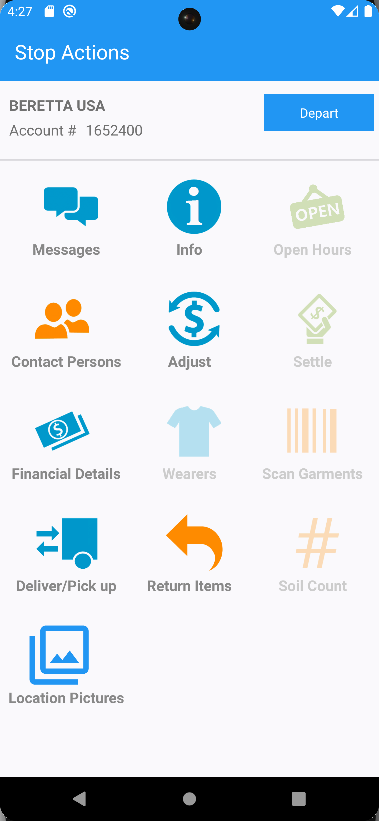 4:27
Stop Actions
BERETTA USA
Account # 1652400
Depart
Messages
Info
OPEN
Open Hours
Contact Persons
$
Adjust
$
Settle
$
Financial Details
Wearers
Scan Garments
Deliver/Pick up
Return Items
#
Soil Count
Location Pictures